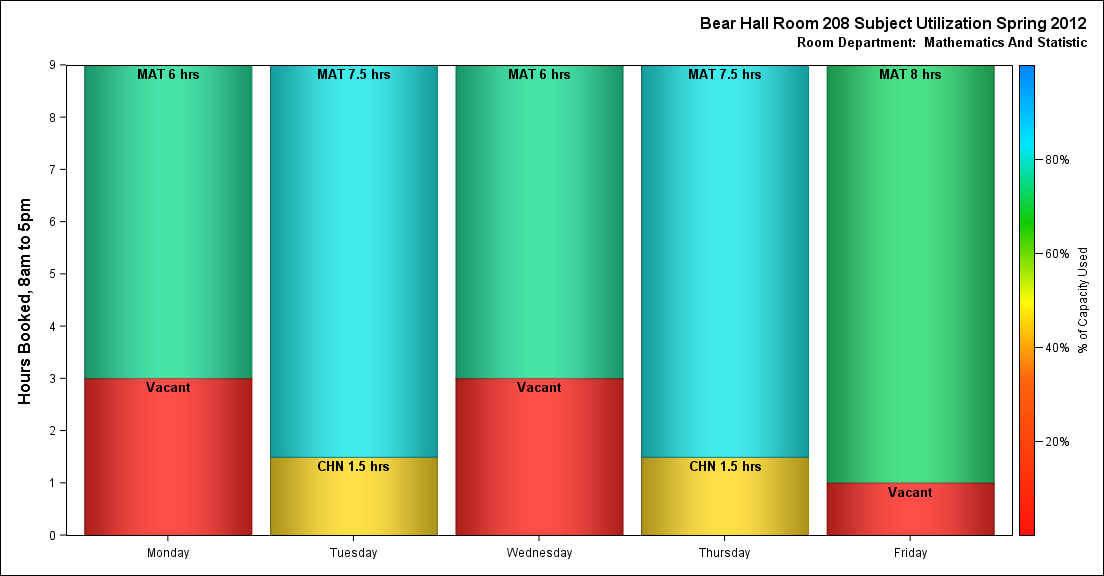 Bear Hall Room 208 Subject Utilization Spring 2012
Room Department:  Mathematics And Statistic
Hours Booked, 8am to 5pm
9
8
7
6
5
4
3
2
1
0
MAT 6 hrs
MAT 7.5 hrs
MAT 6 hrs
MAT 7.5 hrs
MAT 8 hrs
Vacant
CHN 1.5 hrs
Vacant
CHN 1.5 hrs
Vacant
Monday
Tuesday
Wednesday
Thursday
Friday
80%
60%
40%
20%
% of Capacity Used